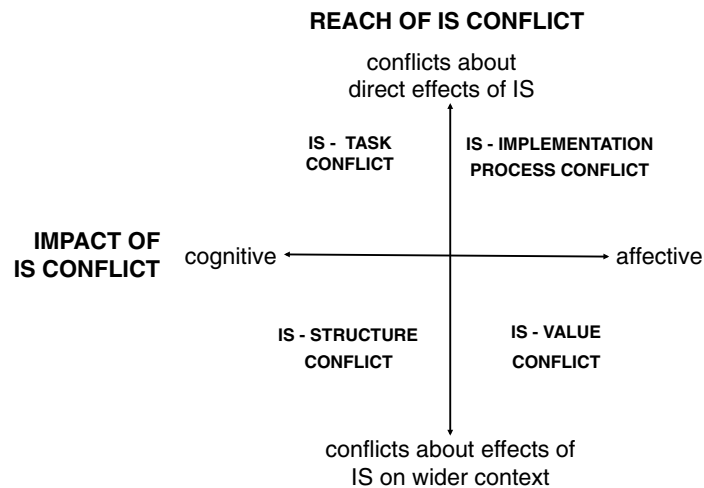 REACH OF IS CONFLICT
conflicts about
direct effects of IS
IS - TASK
CONFLICT
IS - IMPLEMENTATION
PROCESS CONFLICT
IMPACT OF
IS CONFLICT
cognitive
affective
IS - STRUCTURE
CONFLICT
IS - VALUE
CONFLICT
conflicts about effects of
IS on wider context